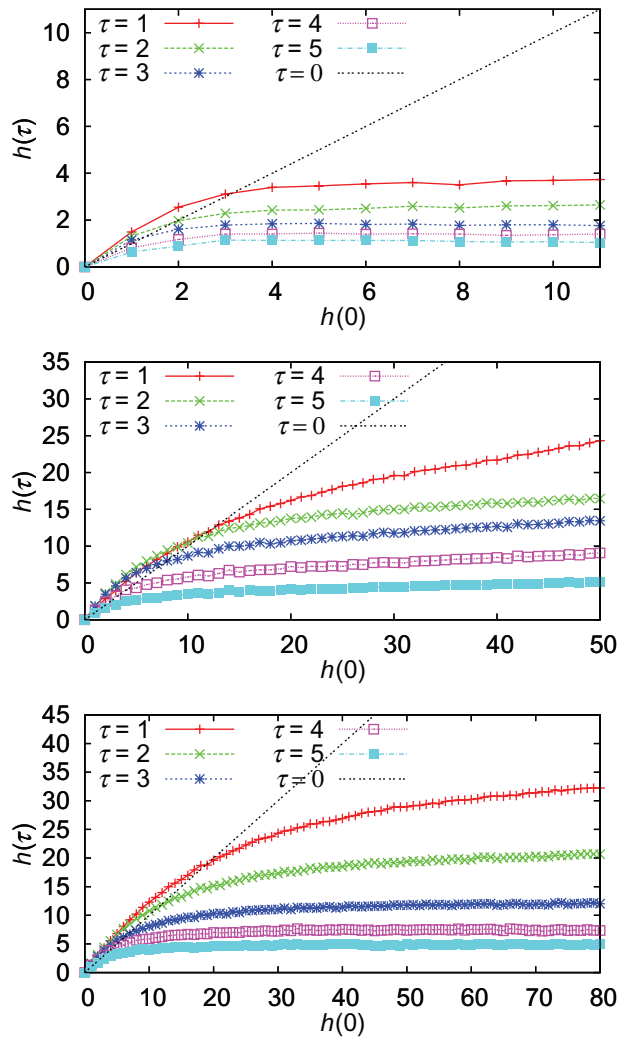 τ = 1 τ = 4
τ = 2 τ = 5
τ = 3 τ = 0
h(τ)
10
8
6
4
2
0
0 2 4 6 8 10
h(0)
τ = 1 τ = 4
τ = 2 τ = 5
τ = 3 τ = 0
h(τ)
35
30
25
20
15
10
5
0
0 10 20 30 40 50
h(0)
τ = 1 τ = 4
τ = 2 τ = 5
τ = 3 τ = 0
h(τ)
45
40
35
30
25
20
15
10
5
0
0 10 20 30 40 50 60 70 80
h(0)